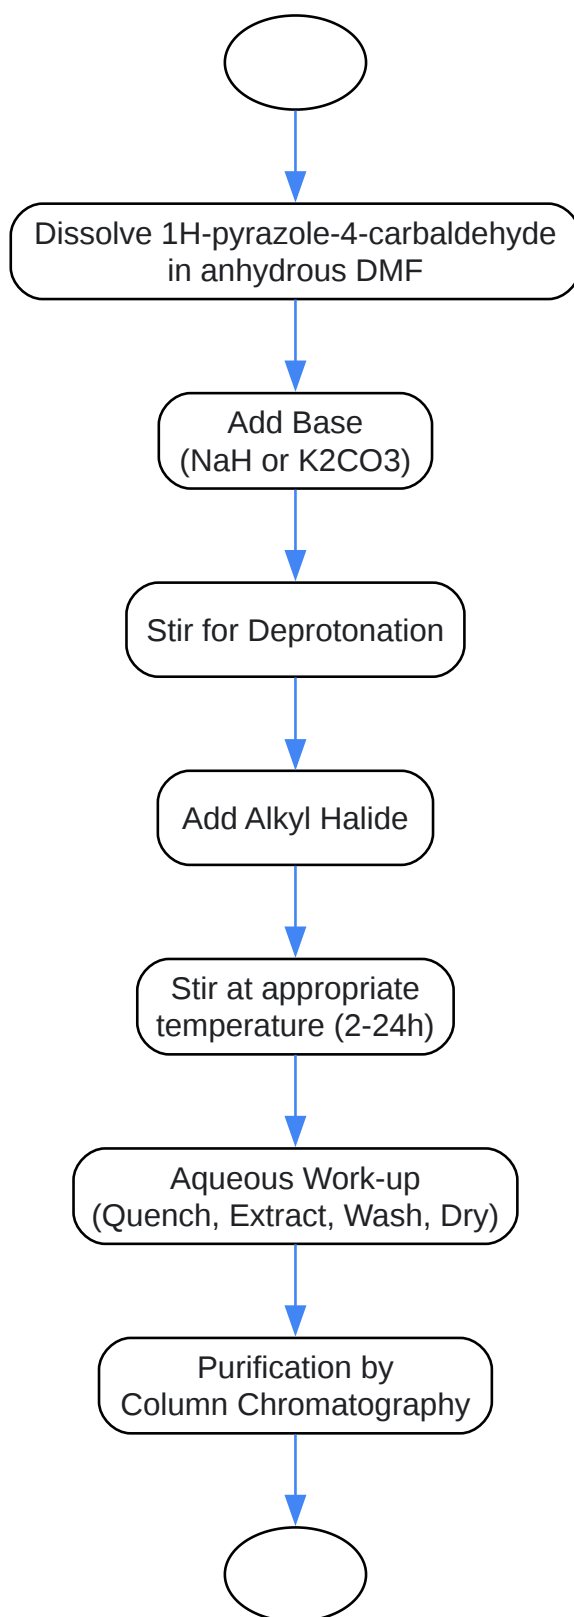 Dissolve 1H-pyrazole-4-carbaldehyde
in anhydrous DMF
Add Base
(NaH or K2CO3)
Stir for Deprotonation
Add Alkyl Halide
Stir at appropriate
temperature (2-24h)
Aqueous Work-up
(Quench, Extract, Wash, Dry)
Purification by
Column Chromatography